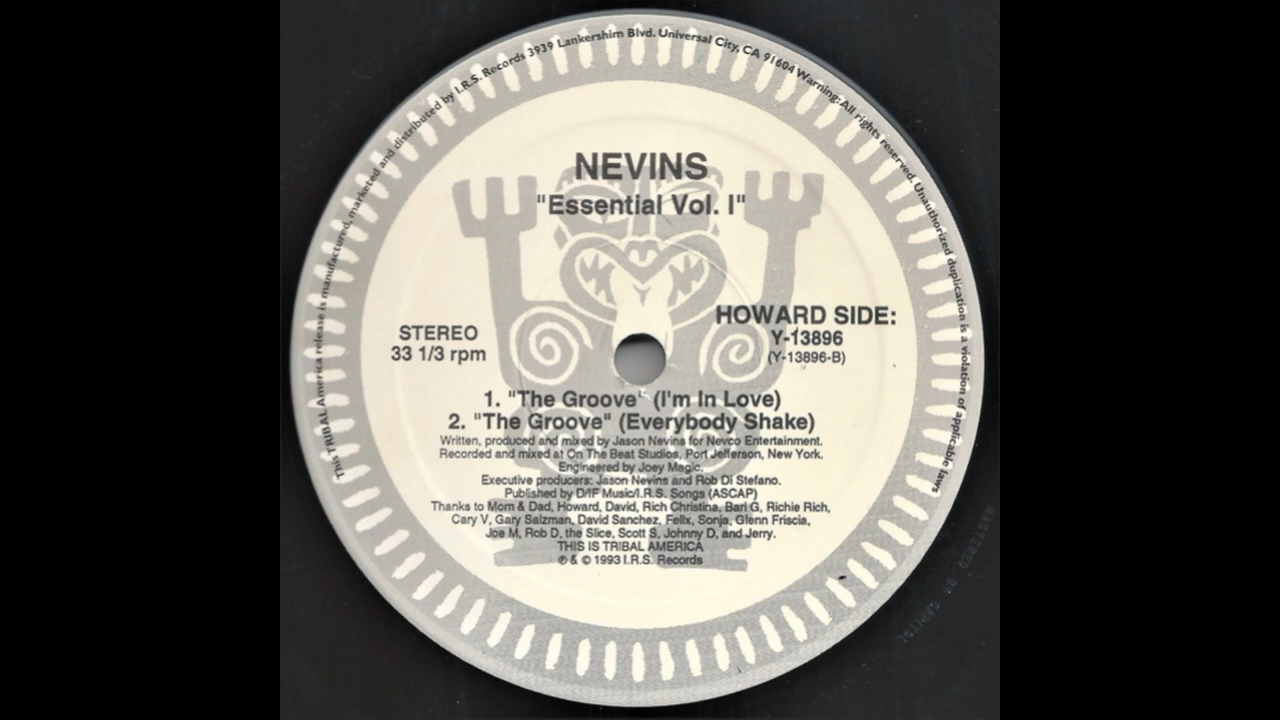 This TRIBAL America release is manufactured, marketed and distributed by I.R.S. Records 3939 Lankershim Blvd. Universal City, CA 91604 Warning: All rights reserved. Unauthorized duplication is a violation of applicable laws
NEVINS
"Essential Vol. I"
HOWARD SIDE:
STEREO
Y-13896
33 1/3 rpm
(Y-13896-B)
1. "The Groove" (I'm In Love)
2. "The Groove" (Everybody Shake)
Written, produced and mixed by Jason Nevins for Nevco Entertainment.
Recorded and mixed at On The Beat Studios, Port Jefferson, New York.
Engineered by Joey Magic.
Executive producers: Jason Nevins and Rob Di Stefano.
Published by D/IF Music/I.R.S. Songs (ASCAP)
Thanks to Mom & Dad, Howard, David, Rich Christina, Bari G, Richie Rich,
Cary V, Gary Salzman, David Sanchez, Felix, Sonja, Glenn Friscia,
Joe M, Rob D, the Slice, Scott S, Johnny D, and Jerry.
THIS IS TRIBAL AMERICA
℗ & © 1993 I.R.S. Records
MASTERED BY CAPITOL